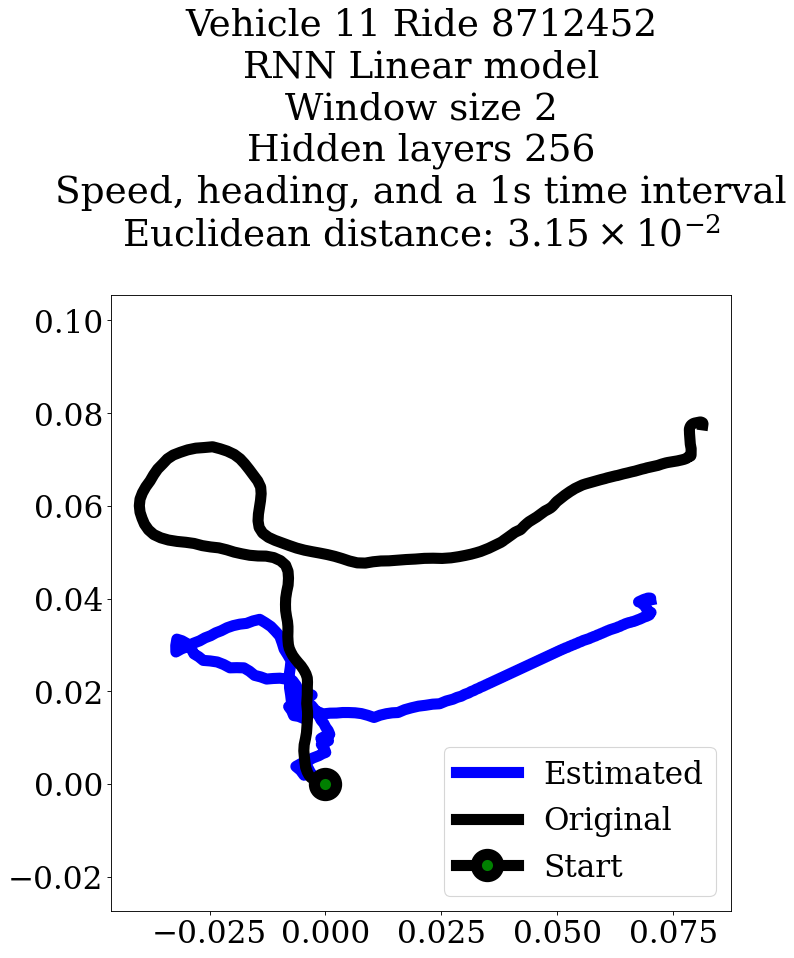 Vehicle 11 Ride 8712452
RNN Linear model
Window size 2
Hidden layers 256
Speed, heading, and a 1s time interval
Euclidean distance: 3.15 × 10⁻²
0.10
0.08
0.06
0.04
0.02
0.00
−0.02
Estimated
Original
Start
−0.025 0.000 0.025 0.050 0.075